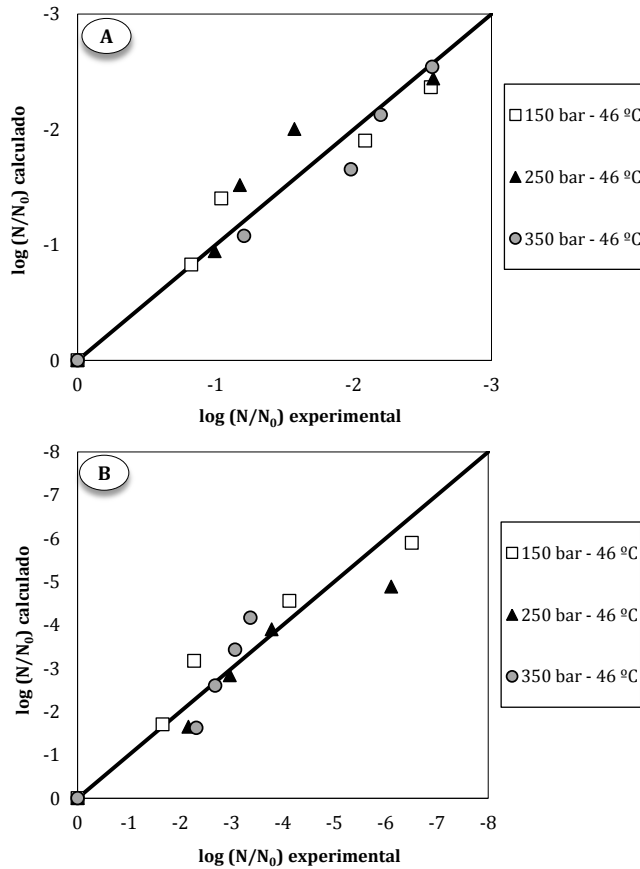 A
-3
-2
-1
0
log (N/N₀) calculado
0
-1
-2
-3
log (N/N₀) experimental
150 bar - 46 ºC
250 bar - 46 ºC
350 bar - 46 ºC
B
-8
-7
-6
-5
-4
-3
-2
-1
0
log (N/N₀) calculado
0
-1
-2
-3
-4
-5
-6
-7
-8
log (N/N₀) experimental
150 bar - 46 ºC
250 bar - 46 ºC
350 bar - 46 ºC